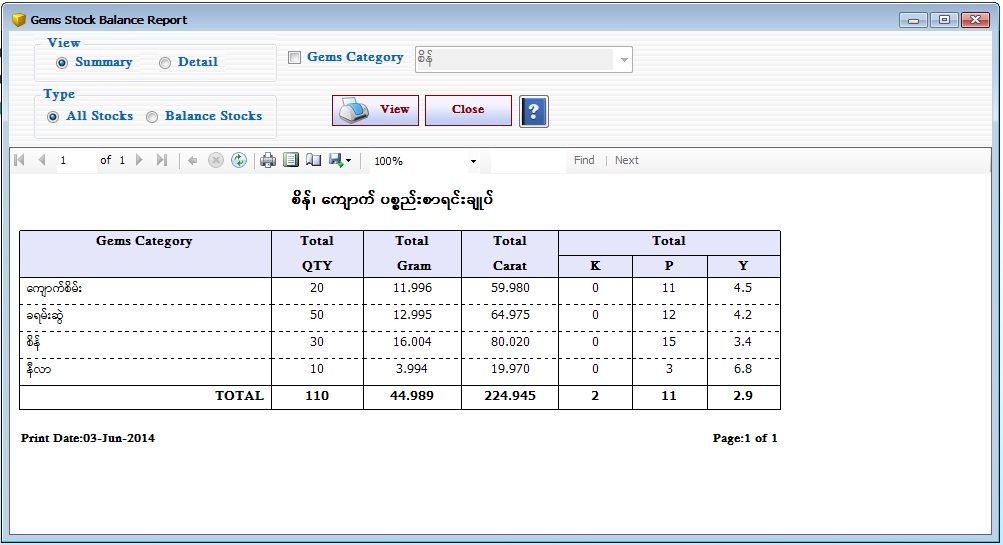 Gems Stock Balance Report
View
Summary Detail
Gems Category စိန်
Type
All Stocks Balance Stocks
View Close ?
1 of 1 100% Find | Next
စိန်၊ ကျောက် ပစ္စည်းစာရင်းချုပ်
Gems Category Total Total Total Total
QTY Gram Carat K P Y
ကျောက်စိမ်း 20 11.996 59.980 0 11 4.5
ခရမ်းဆွဲ 50 12.995 64.975 0 12 4.2
စိန် 30 16.004 80.020 0 15 3.4
နီလာ 10 3.994 19.970 0 3 6.8
TOTAL 110 44.989 224.945 2 11 2.9
Print Date:03-Jun-2014 Page:1 of 1